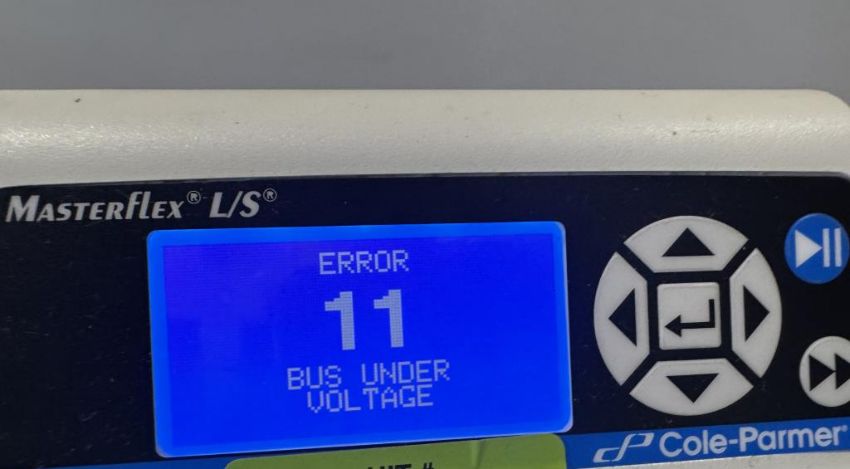 MASTERFLEX® L/S®
ERROR
11
BUS UNDER
VOLTAGE
Cole-Parmer®